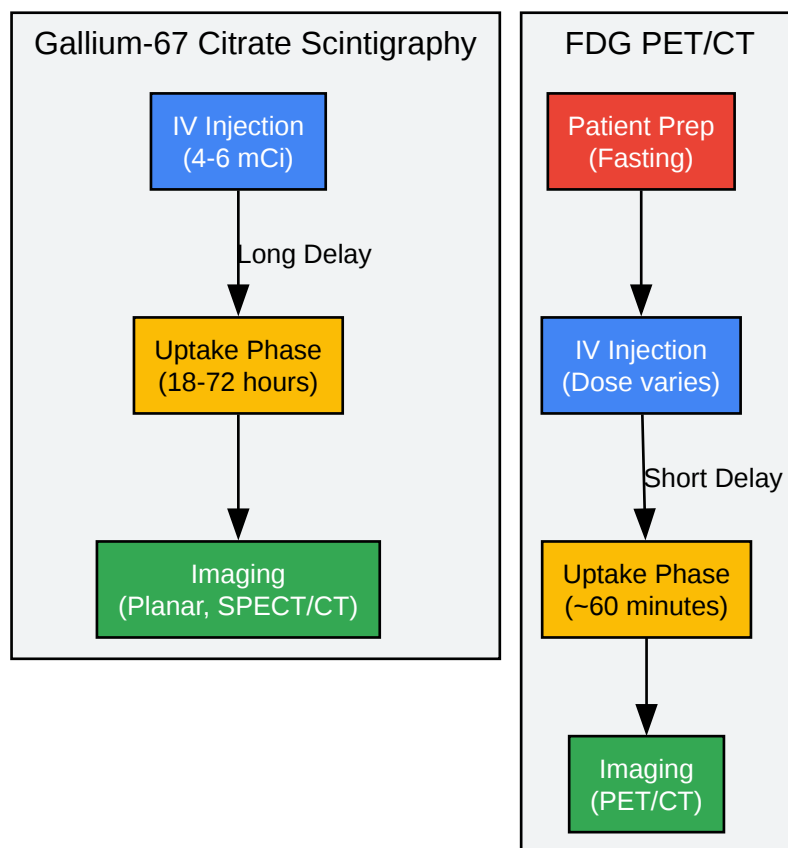 Gallium-67 Citrate Scintigraphy
IV Injection
(4-6 mCi)
Long Delay
Uptake Phase
(18-72 hours)
Imaging
(Planar, SPECT/CT)
FDG PET/CT
Patient Prep
(Fasting)
IV Injection
(Dose varies)
Short Delay
Uptake Phase
(~60 minutes)
Imaging
(PET/CT)